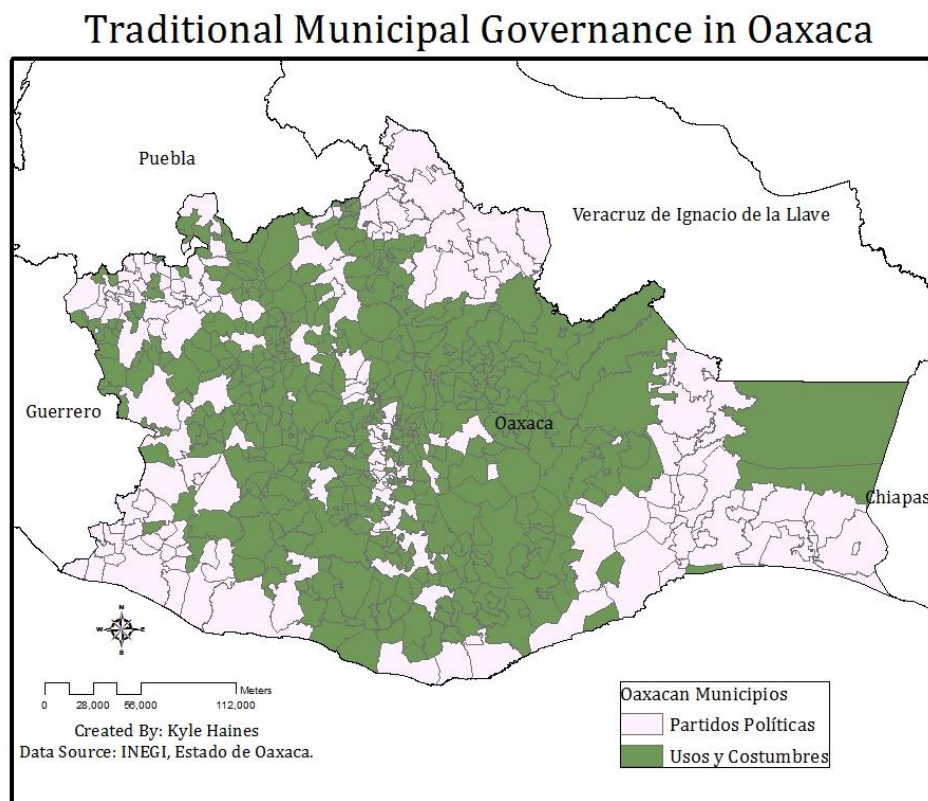 Traditional Municipal Governance in Oaxaca
Puebla
Veracruz de Ignacio de la Llave
Guerrero
Oaxaca
Chiapas
N
W E
S
Meters
0 28,000 56,000 112,000
Created By: Kyle Haines
Data Source: INEGI, Estado de Oaxaca.
Oaxacan Municipios
Partidos Políticas
Usos y Costumbres